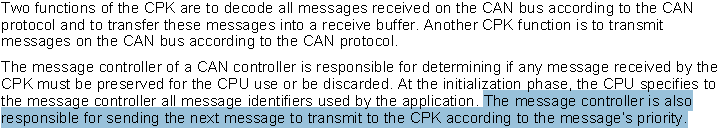 Two functions of the CPK are to decode all messages received on the CAN bus according to the CAN
protocol and to transfer these messages into a receive buffer. Another CPK function is to transmit
messages on the CAN bus according to the CAN protocol.
The message controller of a CAN controller is responsible for determining if any message received by the
CPK must be preserved for the CPU use or be discarded. At the initialization phase, the CPU specifies to
the message controller all message identifiers used by the application. The message controller is also
responsible for sending the next message to transmit to the CPK according to the message's priority.